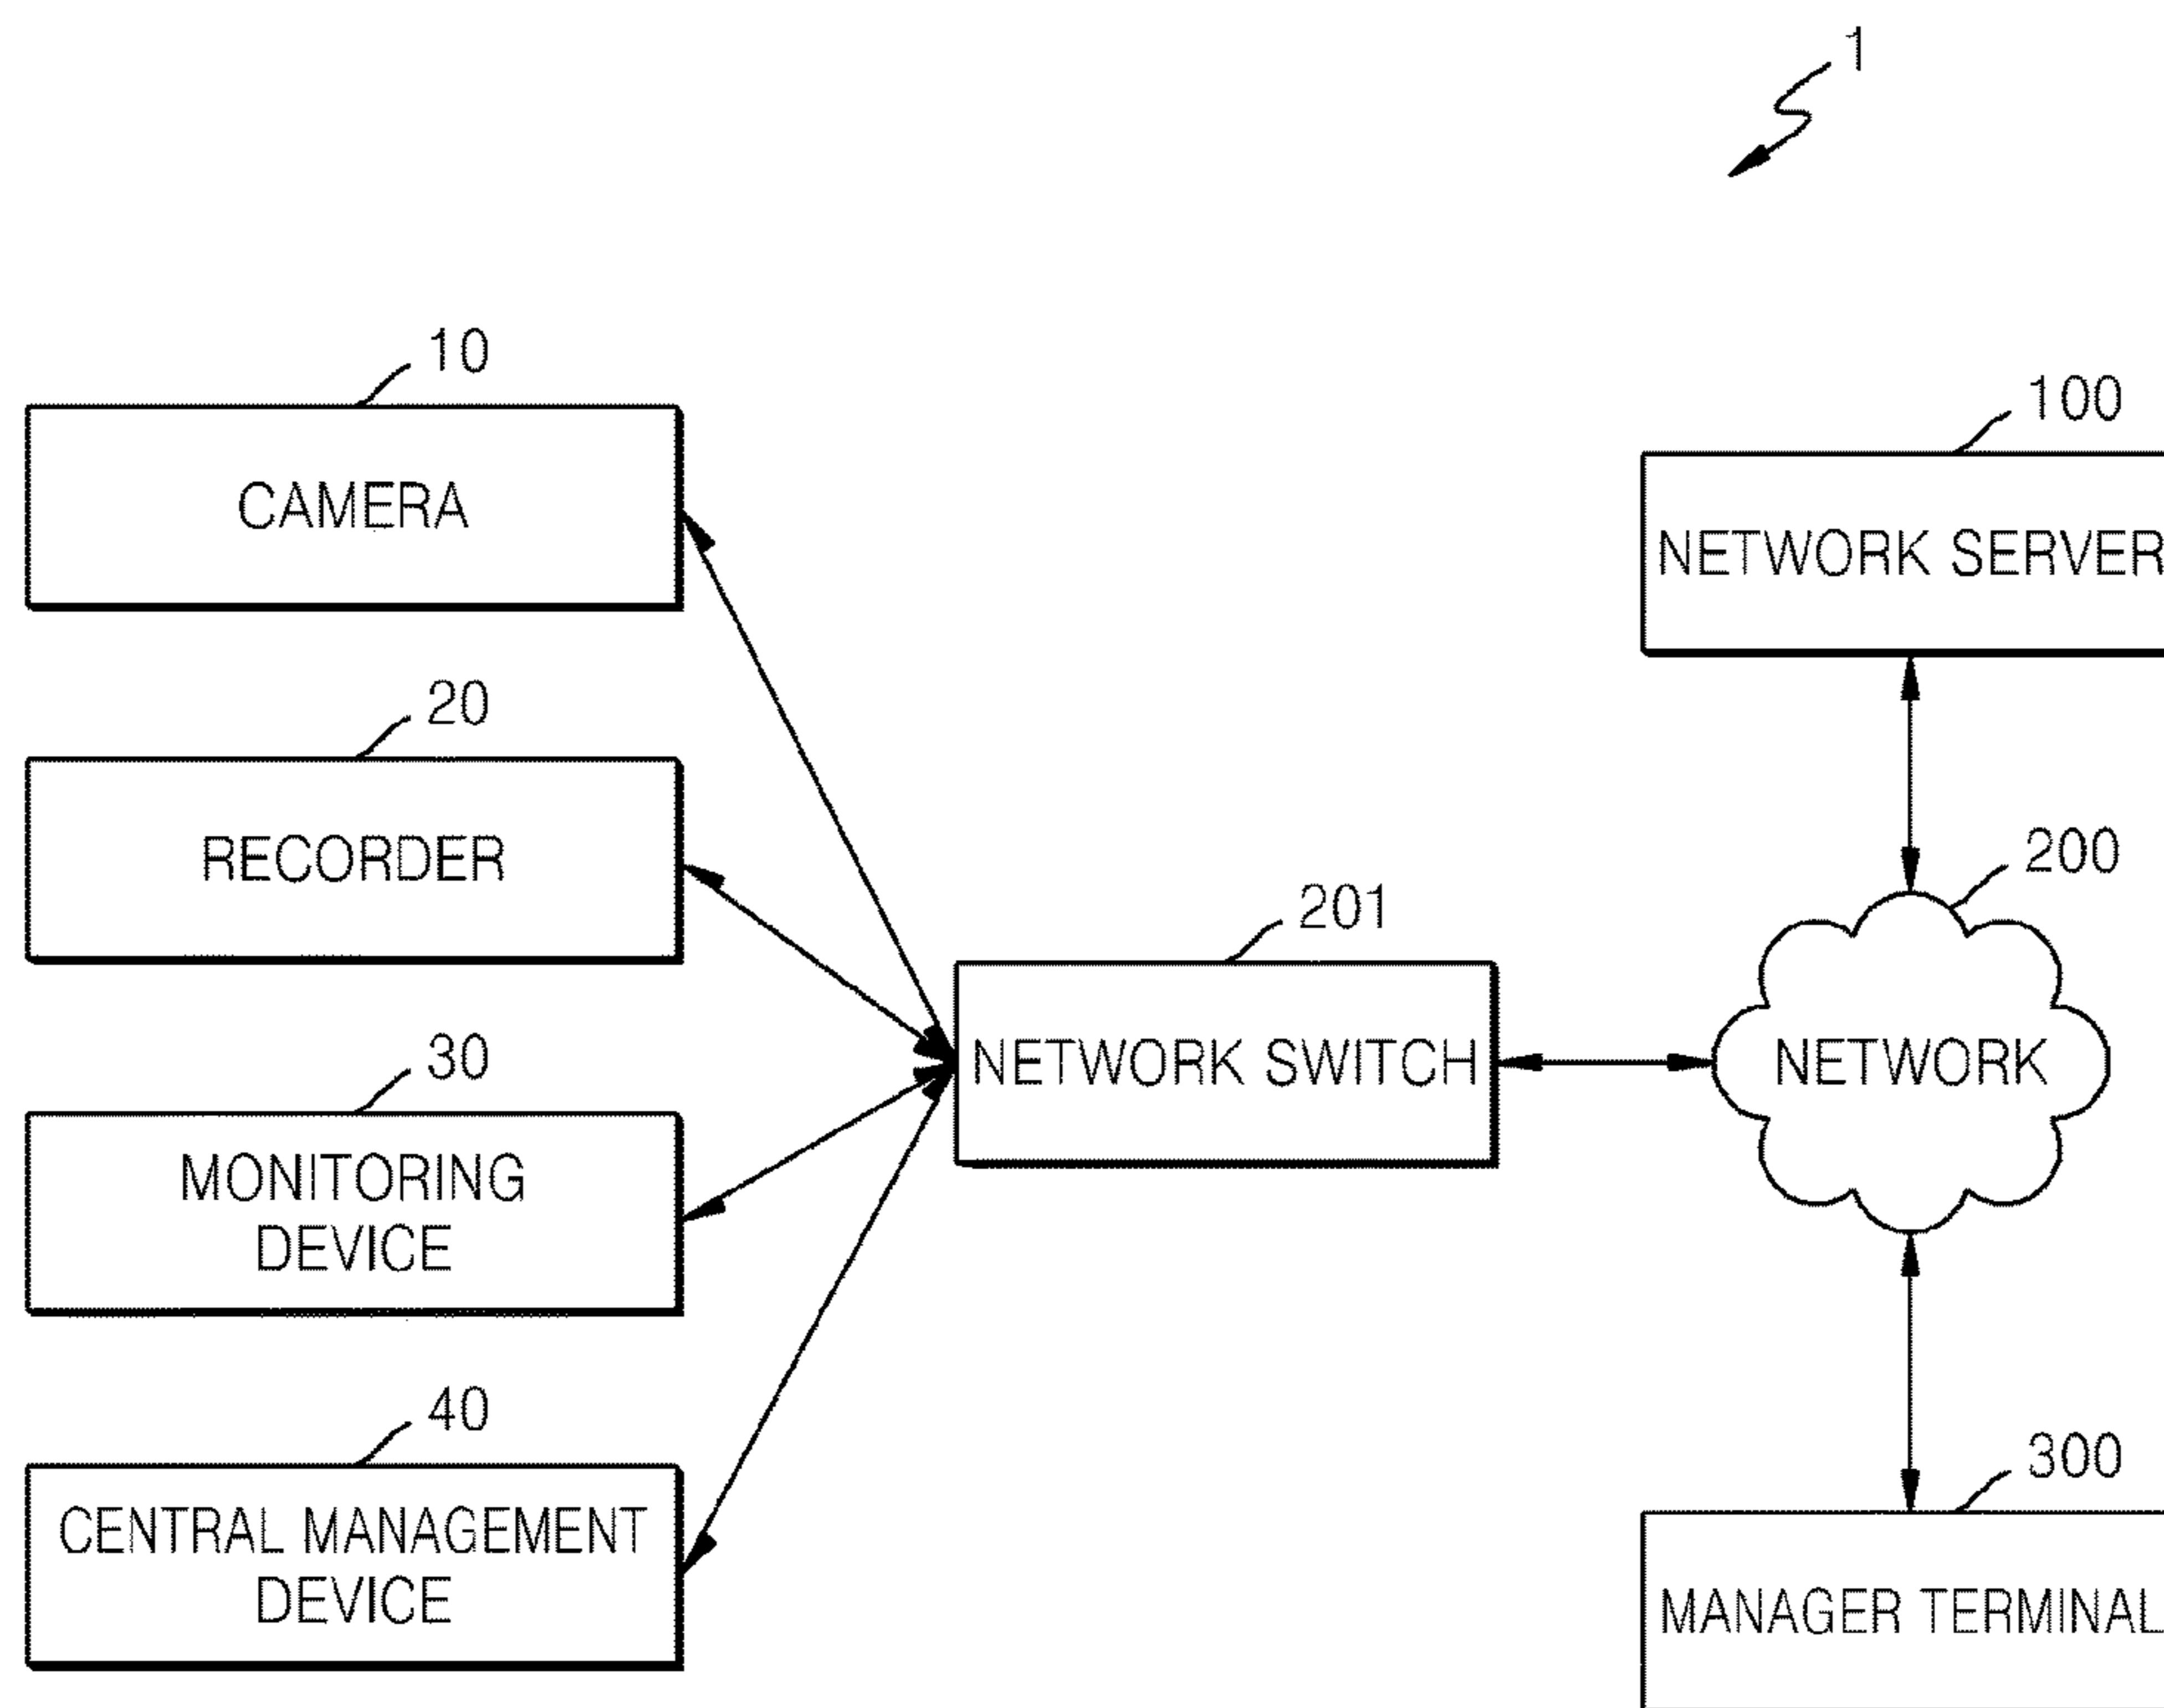 1
10
CAMERA
20
RECORDER
30
MONITORING
DEVICE
40
CENTRAL MANAGEMENT
DEVICE
201
NETWORK SWITCH
100
NETWORK SERVER
200
NETWORK
300
MANAGER TERMINAL